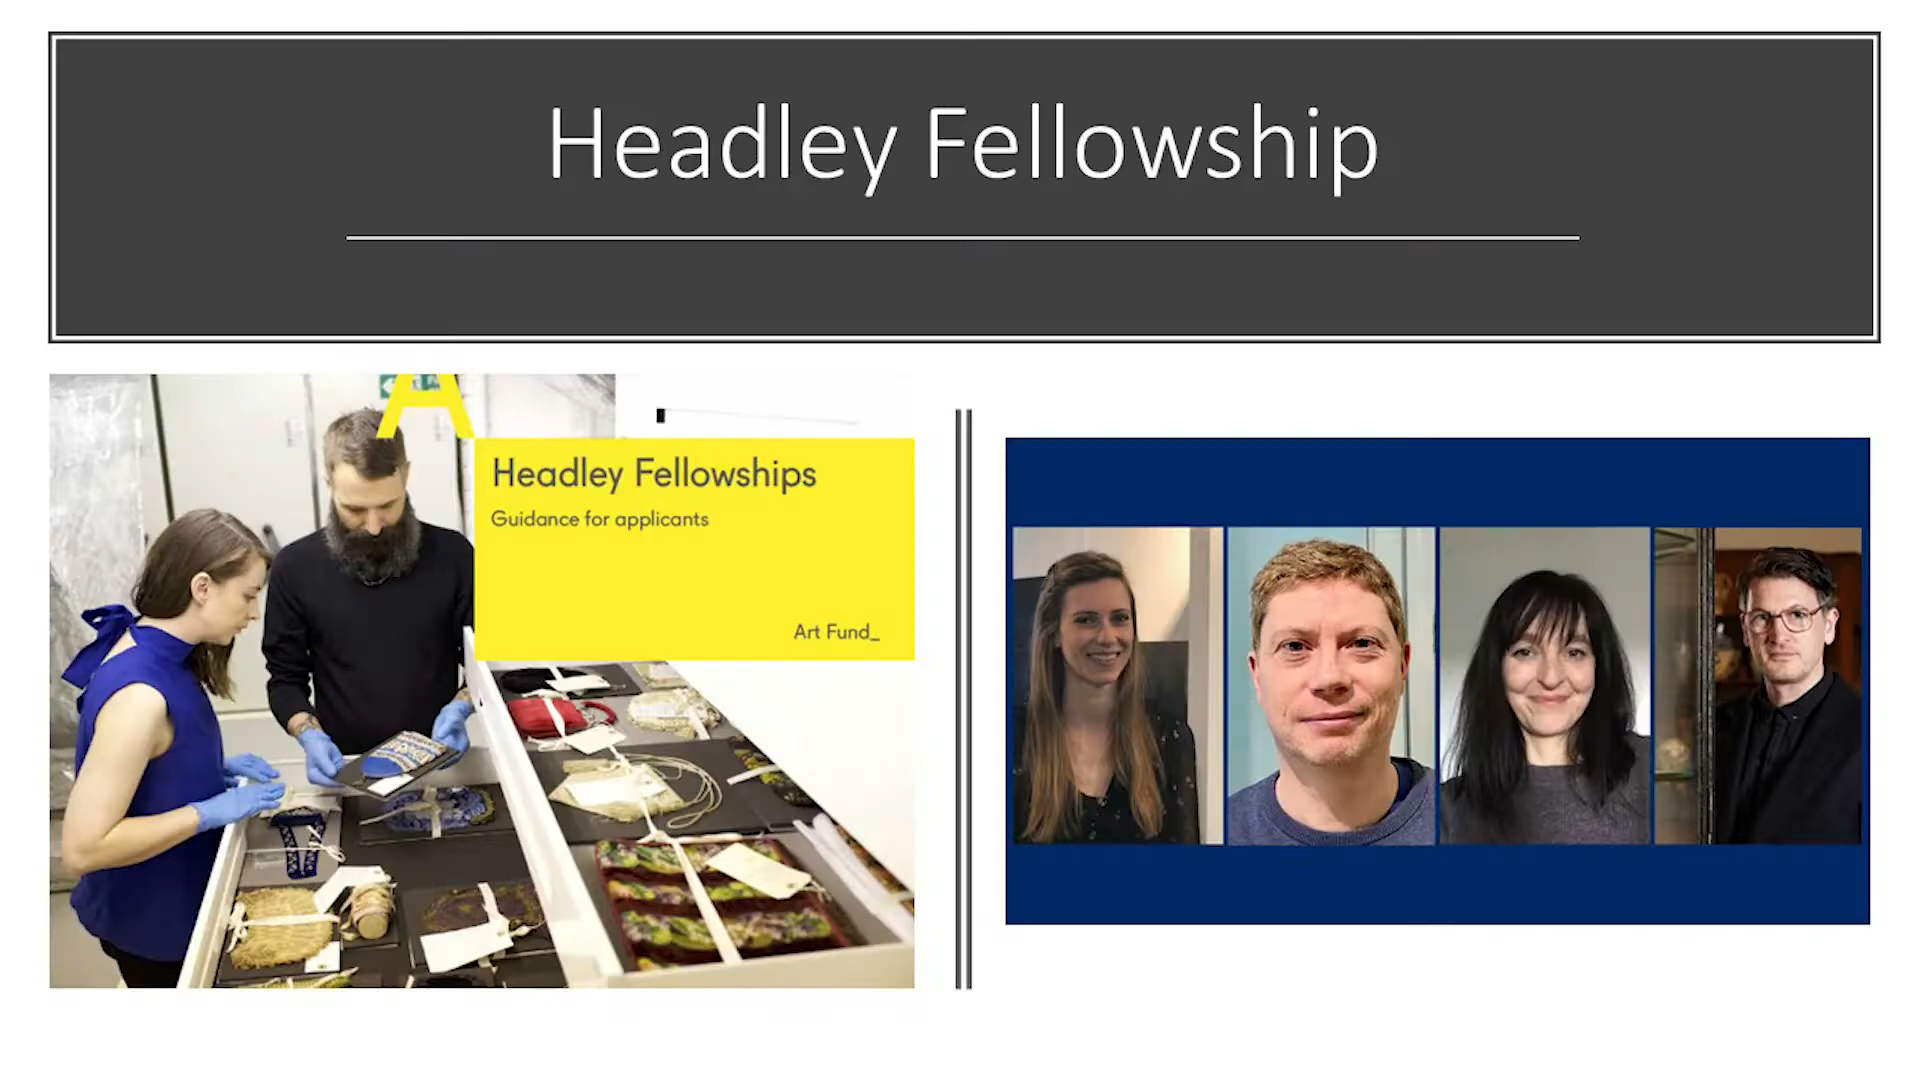 Headley Fellowship
A
Headley Fellowships
Guidance for applicants
Art Fund_